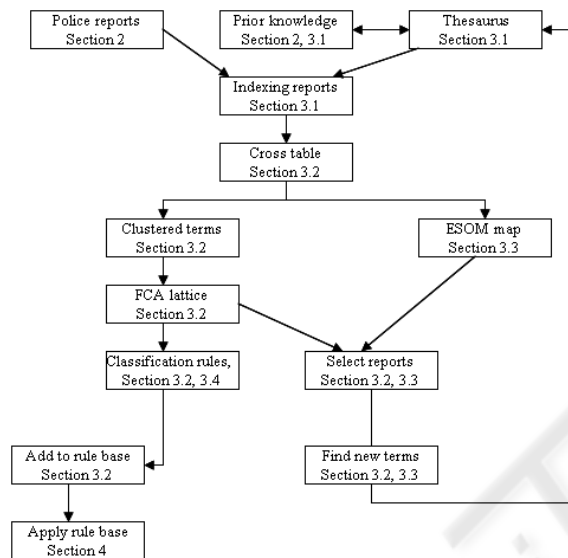 Police reports
Section 2
Prior knowledge
Section 2, 3.1
Thesaurus
Section 3.1
Indexing reports
Section 3.1
Cross table
Section 3.2
Clustered terms
Section 3.2
ESOM map
Section 3.3
FCA lattice
Section 3.2
Classification rules,
Section 3.2, 3.4
Select reports
Section 3.2, 3.3
Add to rule base
Section 3.2
Find new terms
Section 3.2, 3.3
Apply rule base
Section 4